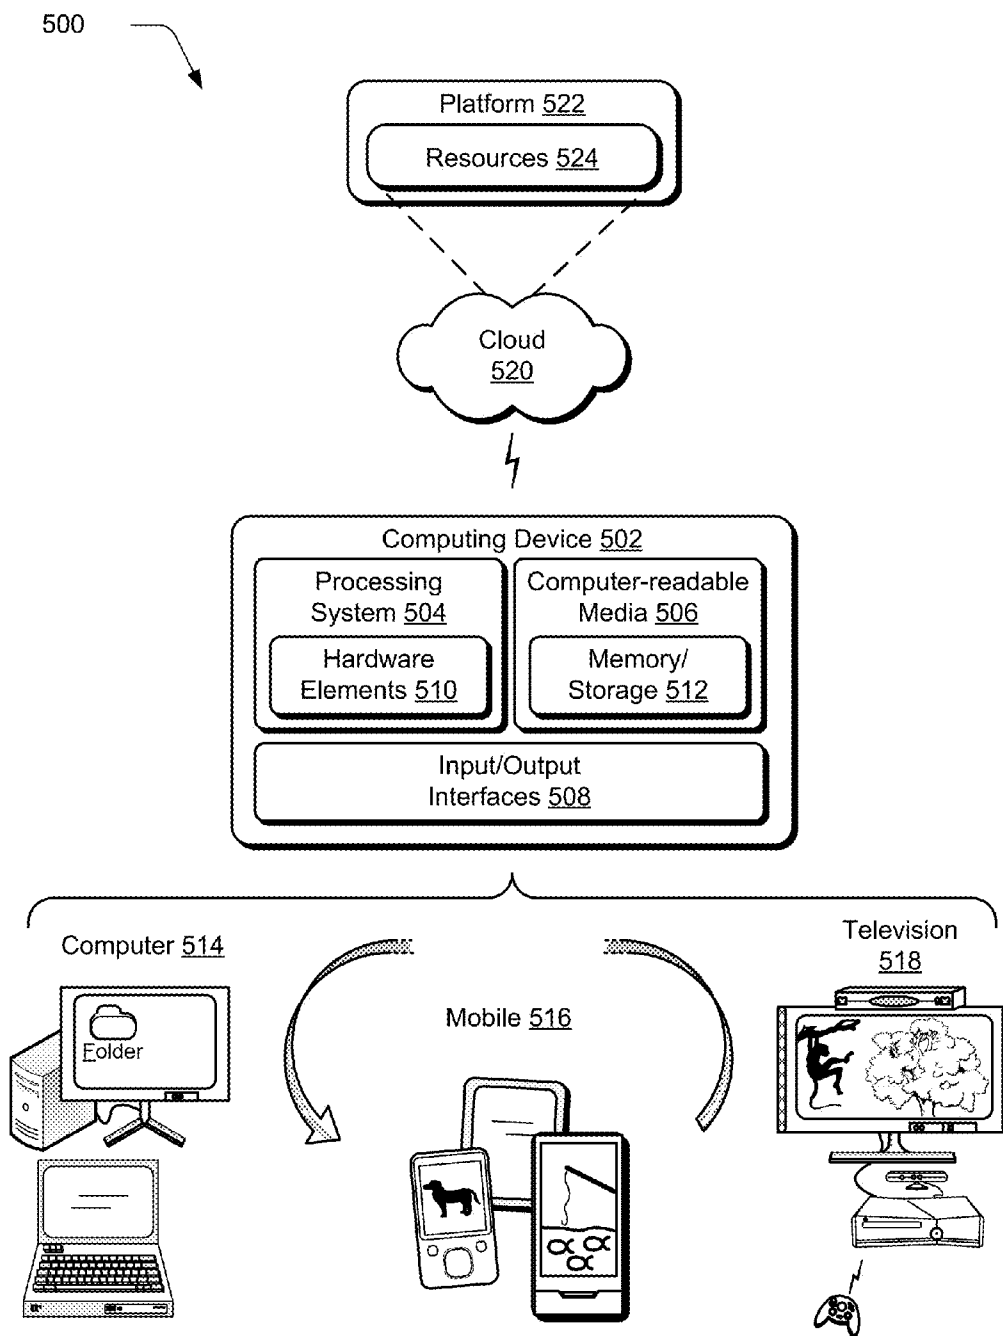 500
Platform 522
Resources 524
Cloud
520
Computing Device 502
Processing
System 504
Hardware
Elements 510
Computer-readable
Media 506
Memory/
Storage 512
Input/Output
Interfaces 508
Computer 514
Folder
Mobile 516
Television
518